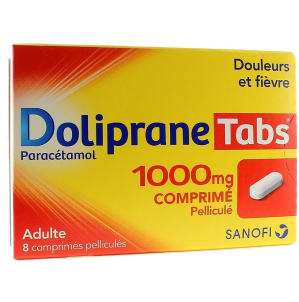 Douleurs
et fièvre
Doliprane Tabs
Paracétamol
1000mg
COMPRIMÉ
Pelliculé
Adulte
8 comprimés pelliculés
SANOFI